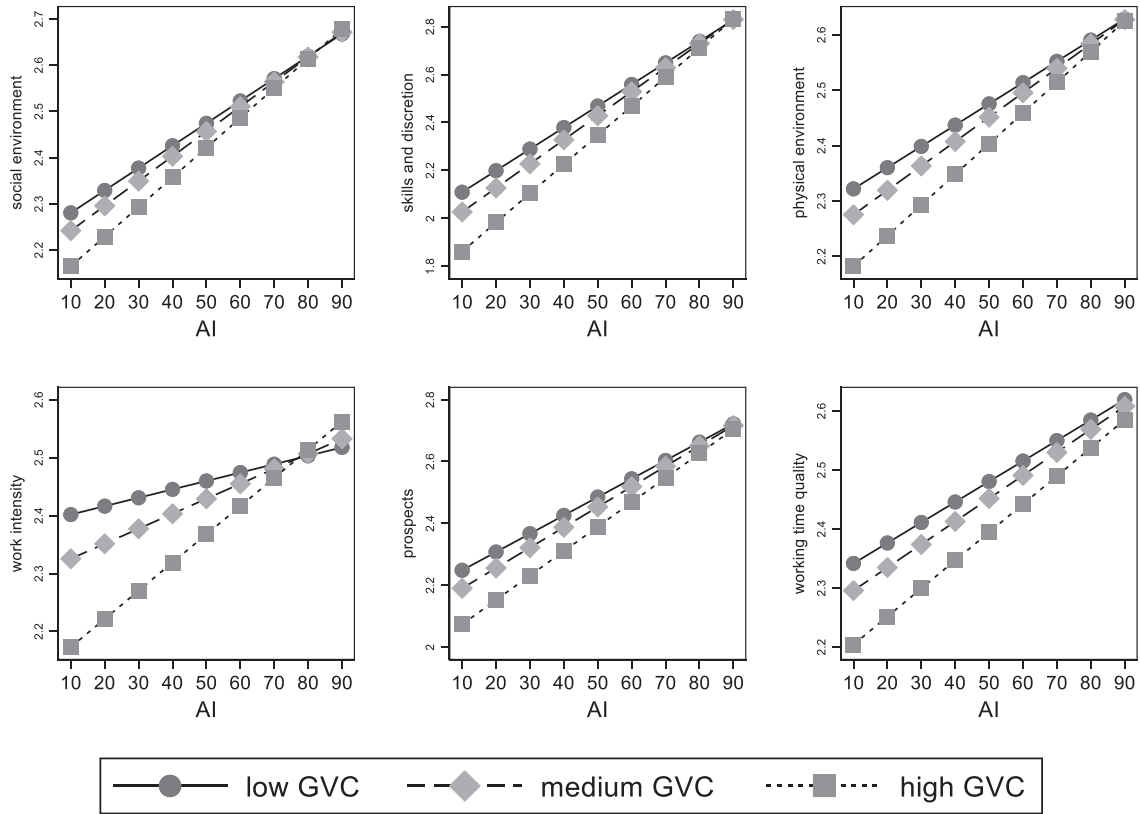 social environment
2.7
2.6
2.5
2.4
2.3
2.2
10 20 30 40 50 60 70 80 90
AI
skills and discretion
2.8
2.6
2.4
2.2
2
1.8
10 20 30 40 50 60 70 80 90
AI
physical environment
2.6
2.5
2.4
2.3
2.2
10 20 30 40 50 60 70 80 90
AI
work intensity
2.6
2.5
2.4
2.3
2.2
10 20 30 40 50 60 70 80 90
AI
prospects
2.8
2.6
2.4
2.2
2
10 20 30 40 50 60 70 80 90
AI
working time quality
2.6
2.5
2.4
2.3
2.2
10 20 30 40 50 60 70 80 90
AI
low GVC medium GVC high GVC